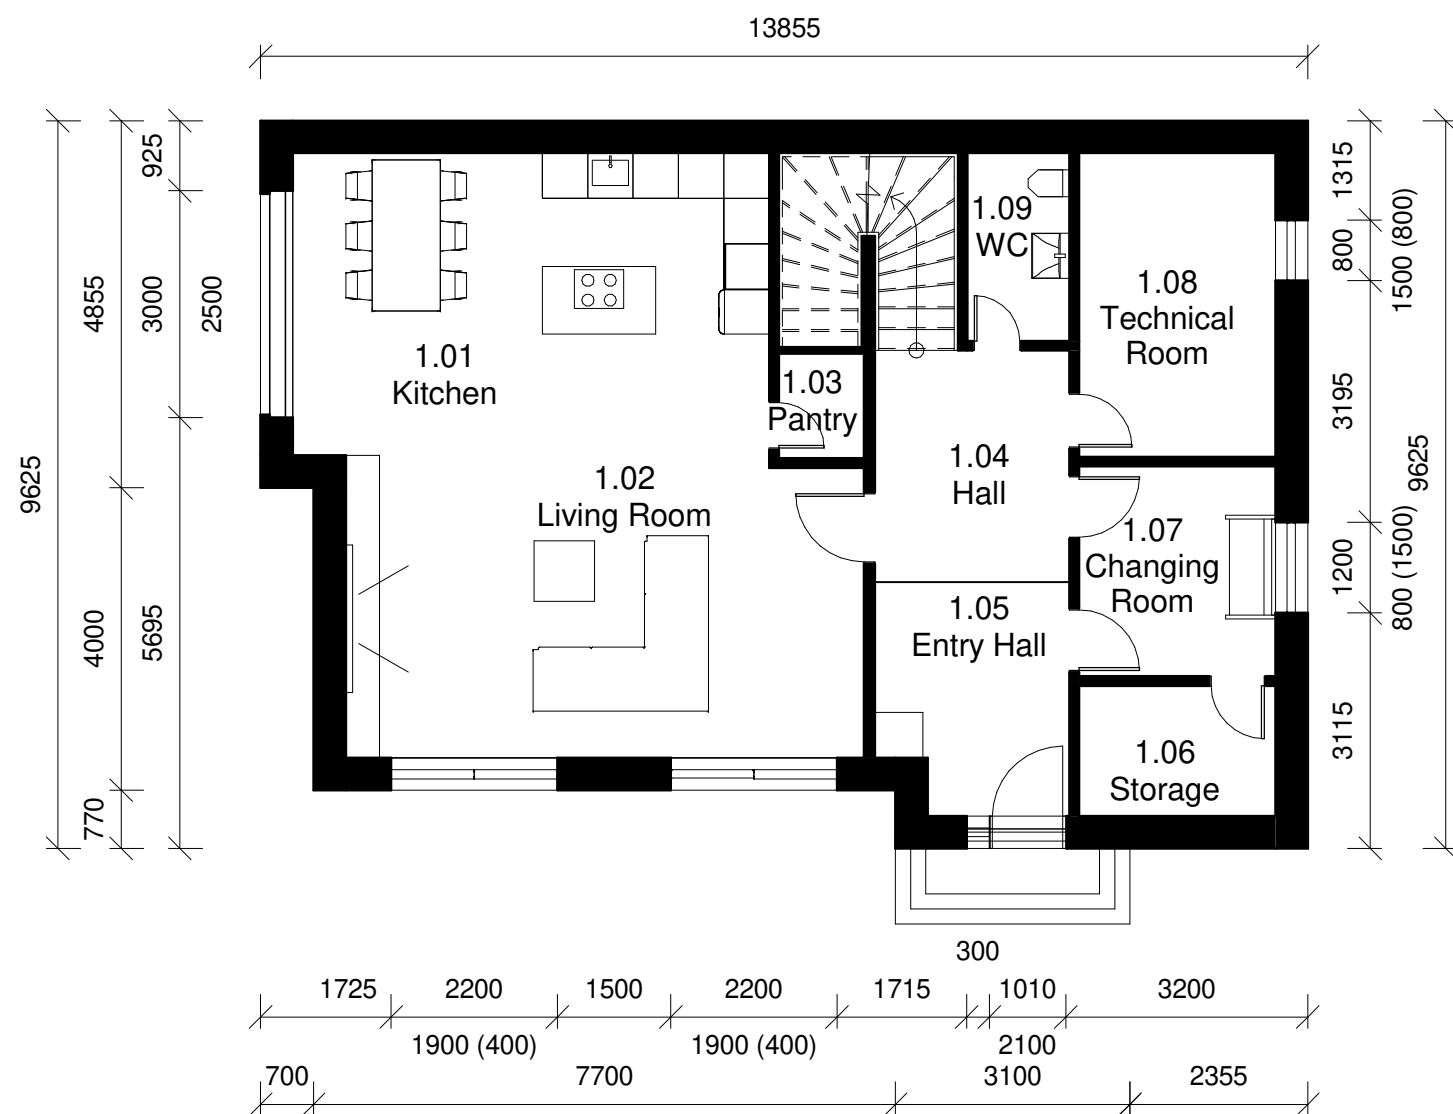 13855
925
3000
4855
2500
9625
4000
5695
770
1315
800
1500 (800)
3195
9625
1200
800 (1500)
3115
1.09
WC
1.08
Technical
Room
1.01
Kitchen
1.03
Pantry
1.04
Hall
1.02
Living Room
1.07
Changing
Room
1.05
Entry Hall
1.06
Storage
300
1725 2200 1500 2200 1715 1010 3200
1900 (400) 1900 (400) 2100
700 7700 3100 2355